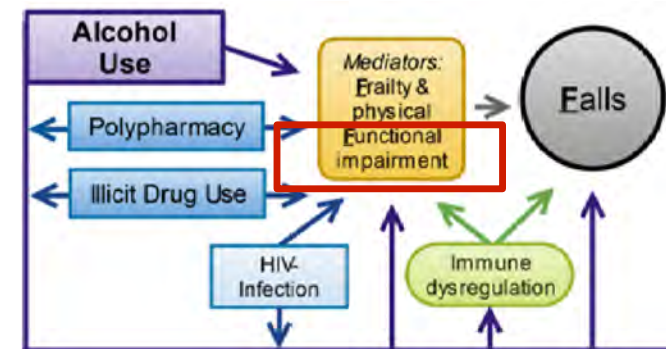 Alcohol
Use
Mediators:
Frailty &
physical
Functional
impairment
Falls
Polypharmacy
Illicit Drug Use
HIV-
Infection
Immune
dysregulation